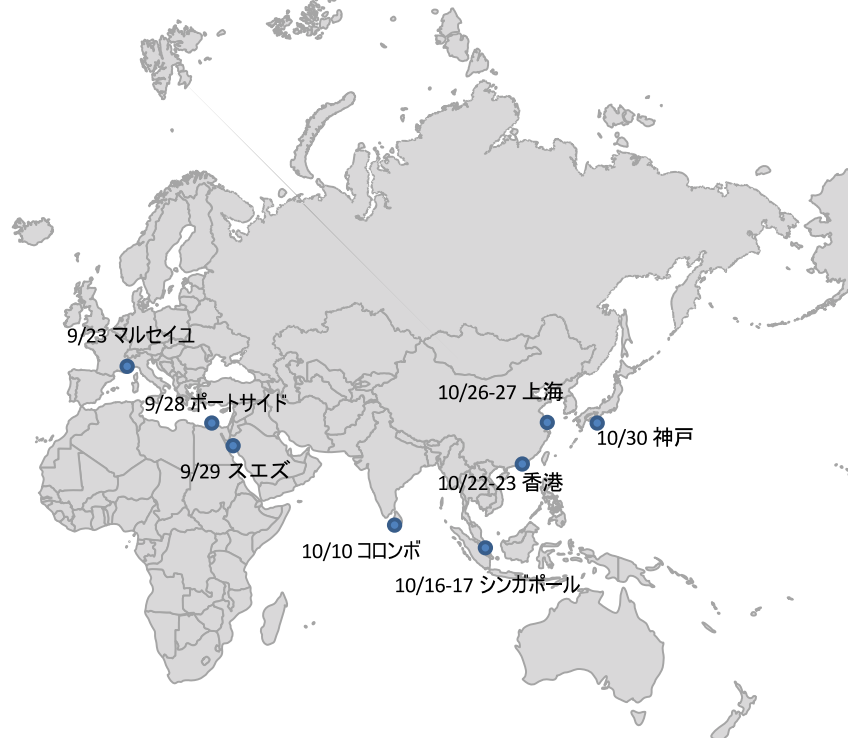 9/23 マルセイユ
9/28 ポートサイド
9/29 スエズ
10/10 コロンボ
10/16-17 シンガポール
10/22-23 香港
10/26-27 上海
10/30 神戸